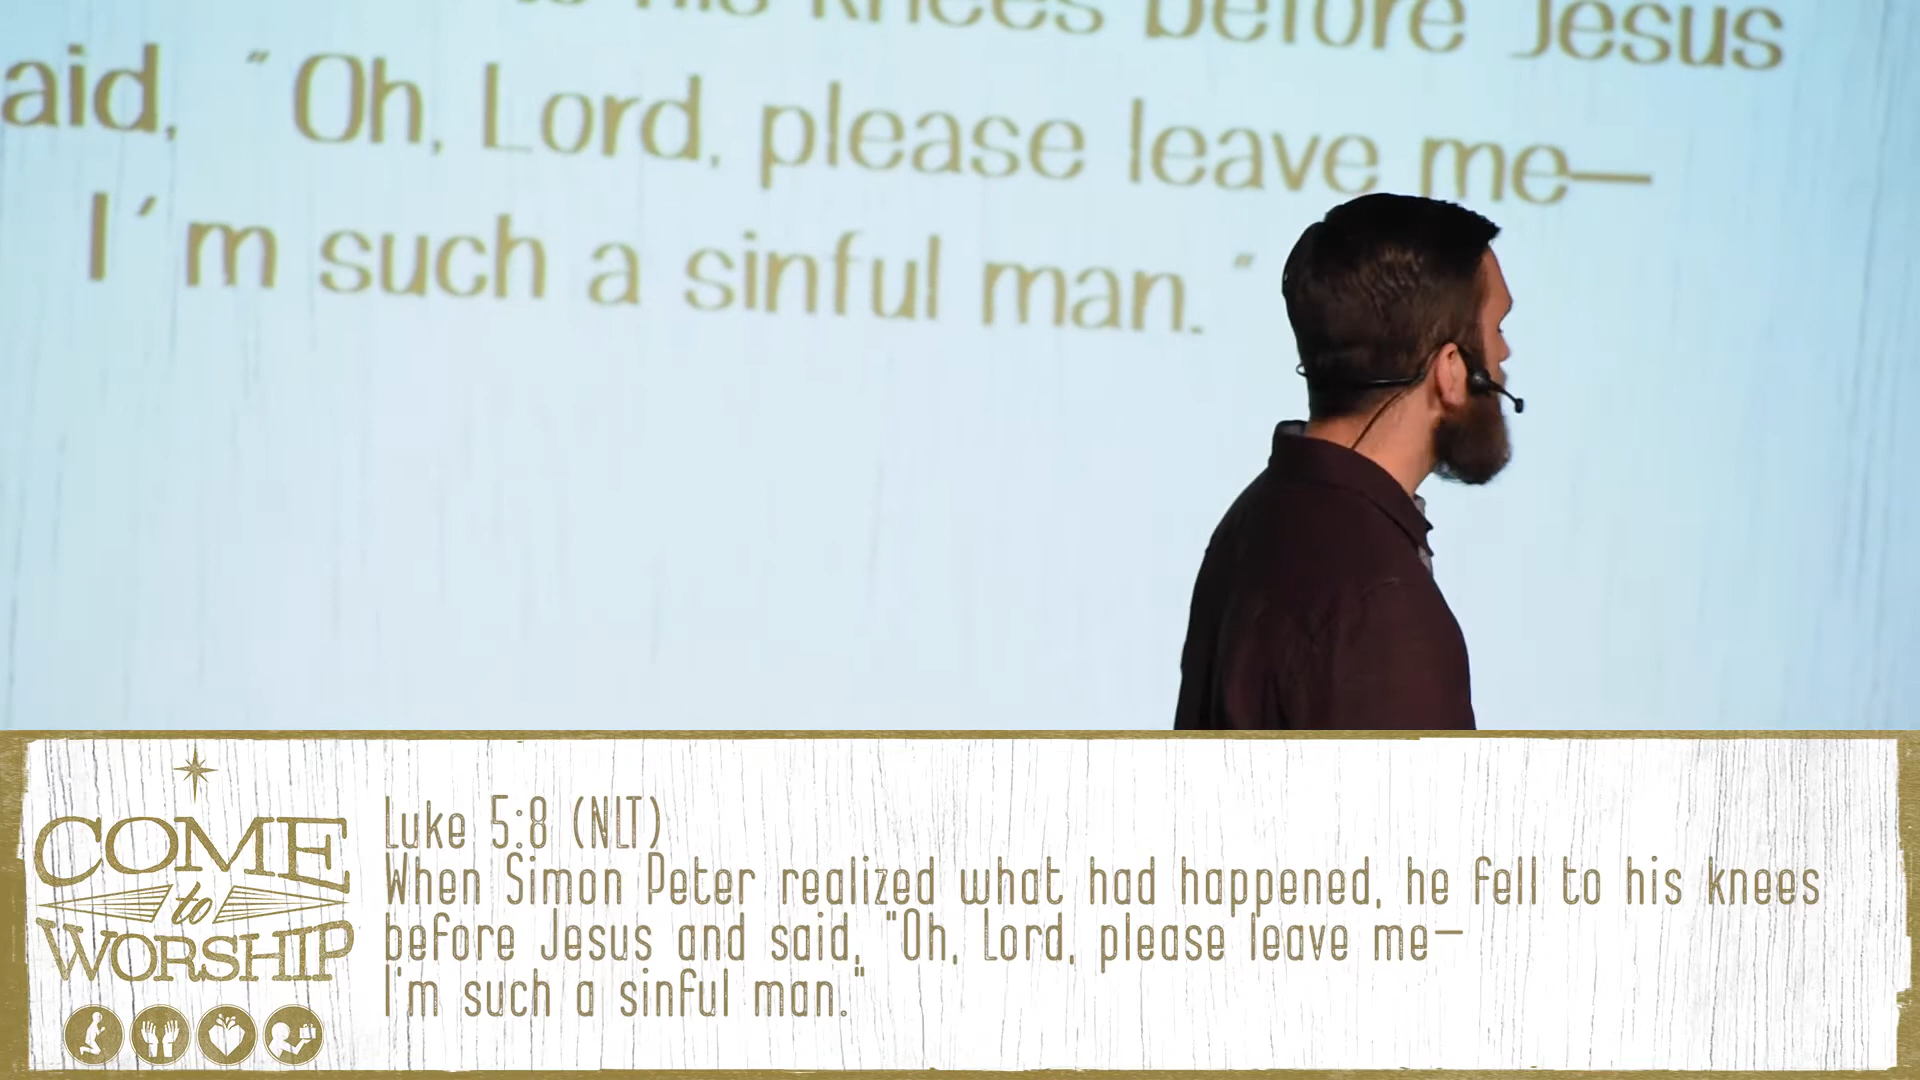 his knees before Jesus
aid, "Oh, Lord, please leave me—
I'm such a sinful man."
COME
to
WORSHIP
Luke 5:8 (NLT)
When Simon Peter realized what had happened, he fell to his knees
before Jesus and said, "Oh, Lord, please leave me—
I'm such a sinful man."